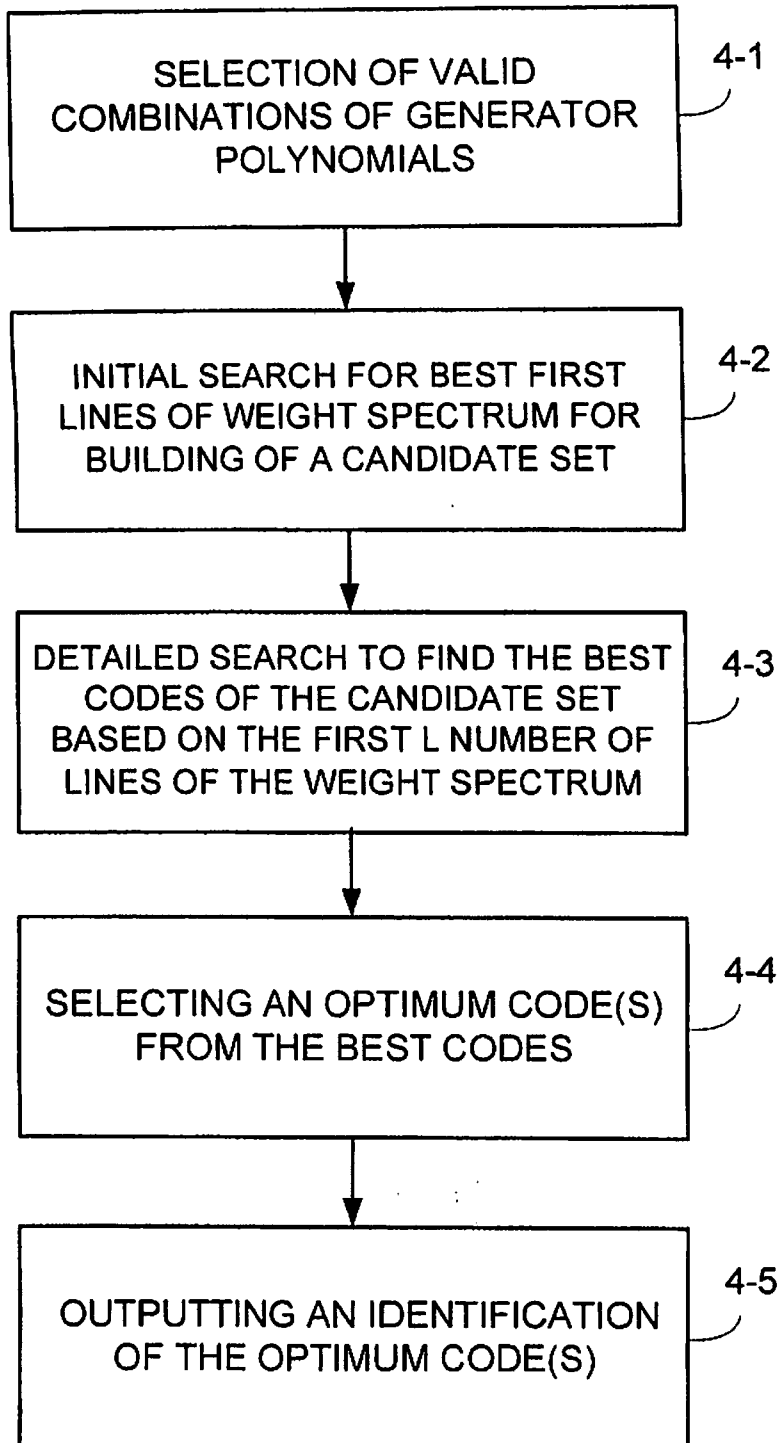 SELECTION OF VALID
COMBINATIONS OF GENERATOR
POLYNOMIALS
4-1
INITIAL SEARCH FOR BEST FIRST
LINES OF WEIGHT SPECTRUM FOR
BUILDING OF A CANDIDATE SET
4-2
DETAILED SEARCH TO FIND THE BEST
CODES OF THE CANDIDATE SET
BASED ON THE FIRST L NUMBER OF
LINES OF THE WEIGHT SPECTRUM
4-3
SELECTING AN OPTIMUM CODE(S)
FROM THE BEST CODES
4-4
OUTPUTTING AN IDENTIFICATION
OF THE OPTIMUM CODE(S)
4-5